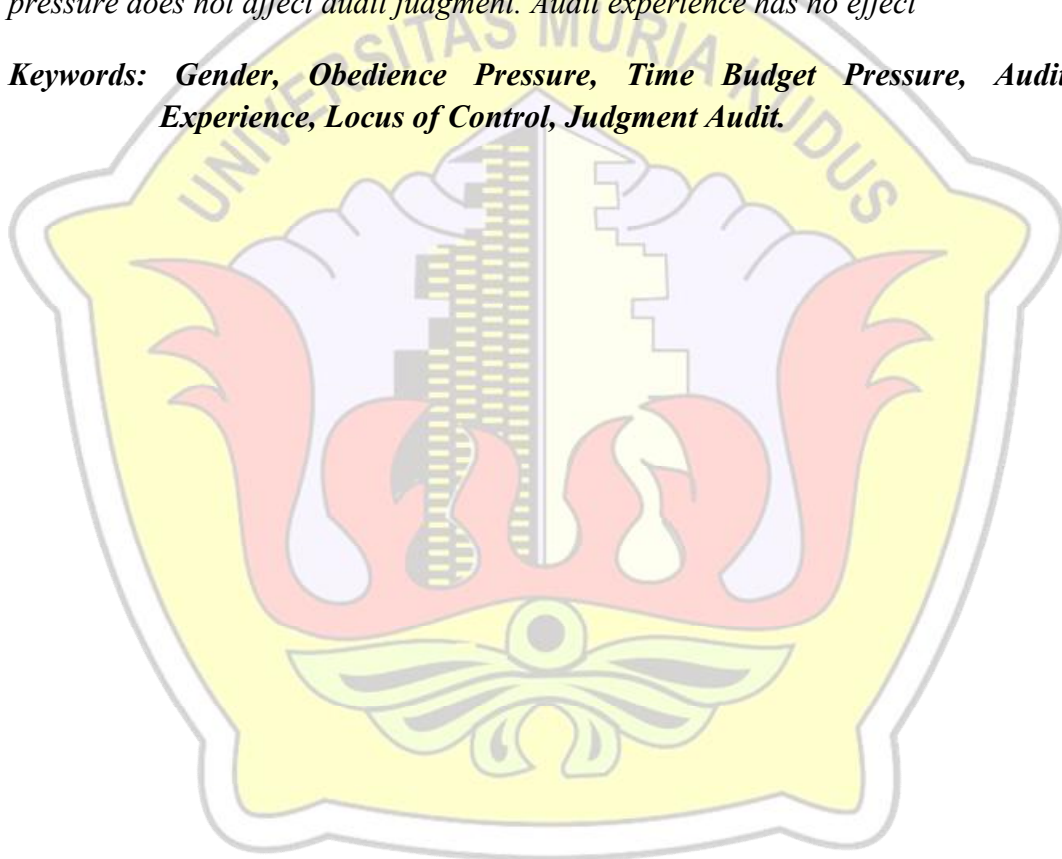 pressure does not affect audit judgment. Audit experience has no effect
UNIVERSITAS MURIA KUDUS
Keywords: Gender, Obedience Pressure, Time Budget Pressure, Audit
Experience, Locus of Control, Judgment Audit.